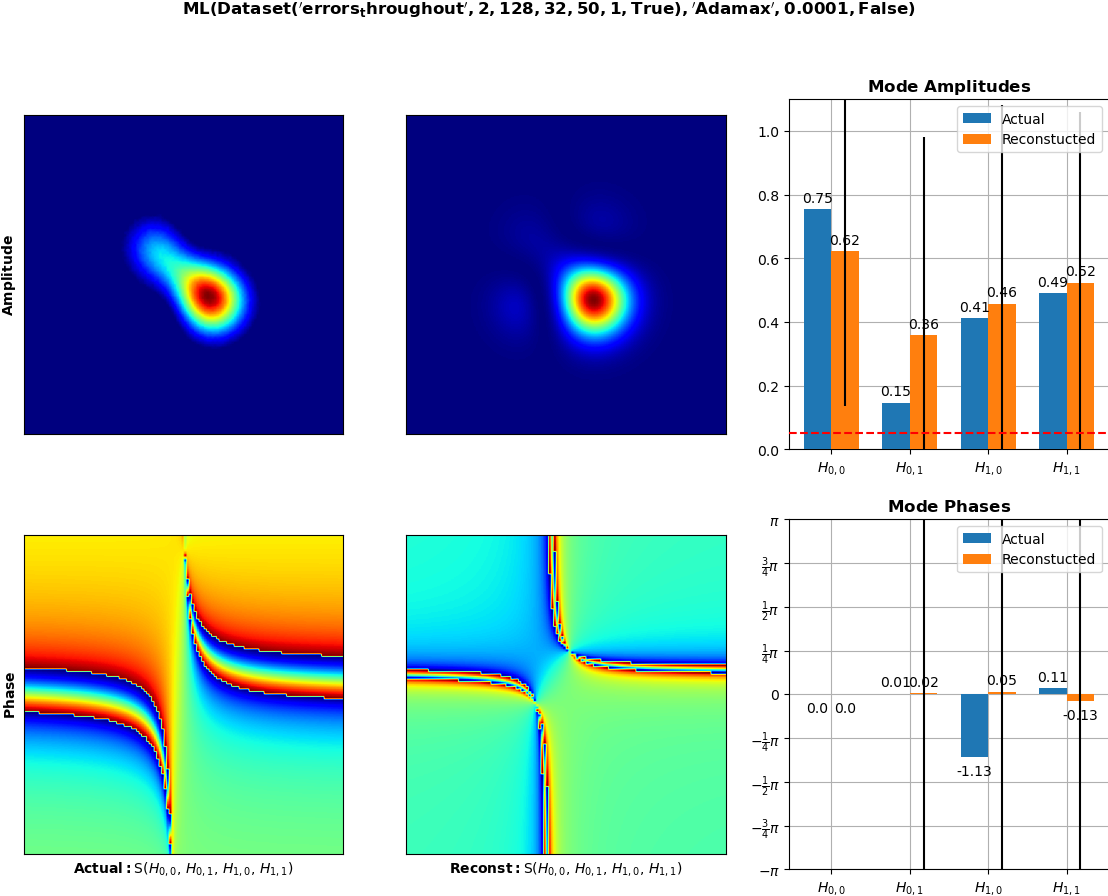 ML(Dataset('errors_throughout', 2, 128, 32, 50, 1, True), 'Adamax', 0.0001, False)
Amplitude
Mode Amplitudes
Actual
Reconstucted
1.0
0.8
0.6
0.4
0.2
0.0
0.75
0.62
0.15
0.36
0.41
0.46
0.49
0.52
H0,0
H0,1
H1,0
H1,1
Phase
Actual: S(H0,0, H0,1, H1,0, H1,1)
Reconst: S(H0,0, H0,1, H1,0, H1,1)
Mode Phases
Actual
Reconstucted
π
3/4π
1/2π
1/4π
0
−1/4π
−1/2π
−3/4π
−π
0.0
0.0
0.01
0.02
-1.13
0.05
0.11
-0.13
H0,0
H0,1
H1,0
H1,1